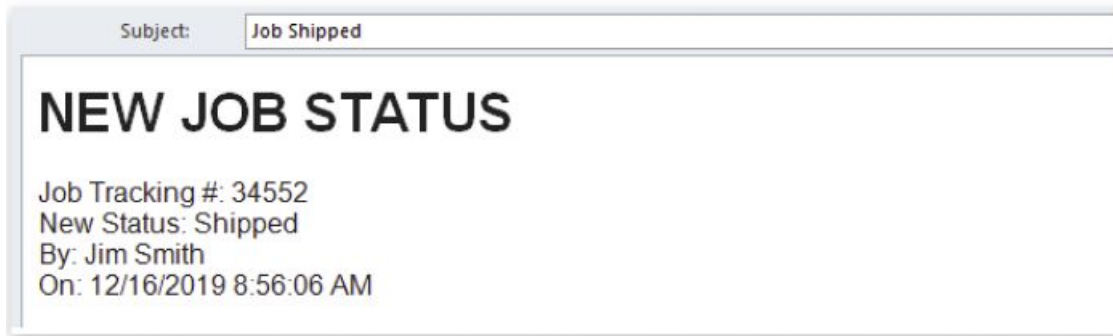 Subject: Job Shipped
NEW JOB STATUS
Job Tracking #: 34552
New Status: Shipped
By: Jim Smith
On: 12/16/2019 8:56:06 AM